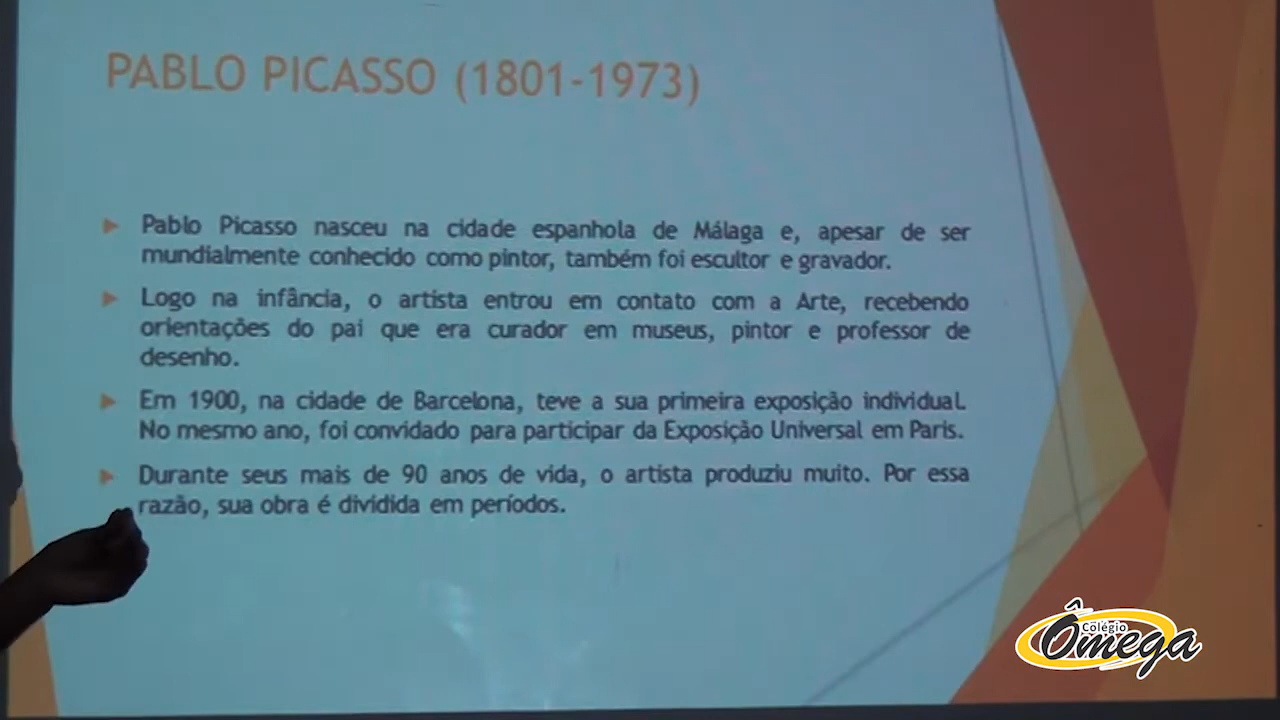 PABLO PICASSO (1801-1973)
Pablo Picasso nasceu na cidade espanhola de Málaga e, apesar de ser
mundialmente conhecido como pintor, também foi escultor e gravador.
Logo na infância, o artista entrou em contato com a Arte, recebendo
orientações do pai que era curador em museus, pintor e professor de
desenho.
Em 1900, na cidade de Barcelona, teve a sua primeira exposição individual.
No mesmo ano, foi convidado para participar da Exposição Universal em Paris.
Durante seus mais de 90 anos de vida, o artista produziu muito. Por essa
razão, sua obra é dividida em períodos.
Colégio
Ômega